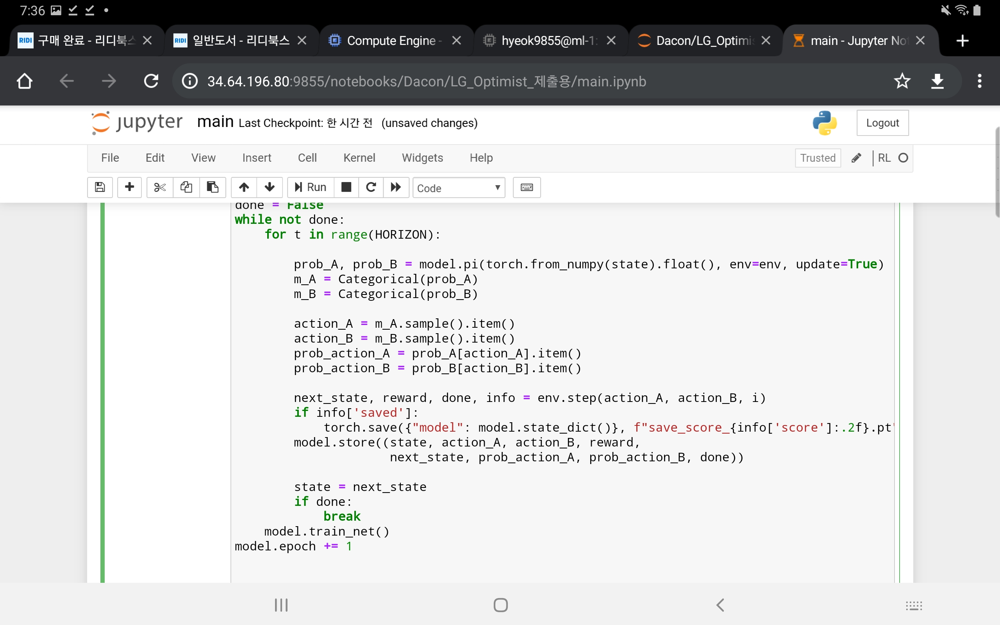 7:36
RIDI 구매 완료 - 리디북스
RIDI 일반도서 - 리디북스
Compute Engine -
hyeok9855@ml-1:
Dacon/LG_Optimis
main - Jupyter Not
34.64.196.80:9855/notebooks/Dacon/LG_Optimist_제출용/main.ipynb
jupyter main Last Checkpoint: 한 시간 전 (unsaved changes)
Logout
File Edit View Insert Cell Kernel Widgets Help
Trusted RL
Run Code
done = False
while not done:
    for t in range(HORIZON):
        prob_A, prob_B = model.pi(torch.from_numpy(state).float(), env=env, update=True)
        m_A = Categorical(prob_A)
        m_B = Categorical(prob_B)
        action_A = m_A.sample().item()
        action_B = m_B.sample().item()
        prob_action_A = prob_A[action_A].item()
        prob_action_B = prob_B[action_B].item()
        next_state, reward, done, info = env.step(action_A, action_B, i)
        if info['saved']:
            torch.save({"model": model.state_dict()}, f"save_score_{info['score']:.2f}.pt"
        model.store((state, action_A, action_B, reward,
                     next_state, prob_action_A, prob_action_B, done))
        state = next_state
        if done:
            break
    model.train_net()
model.epoch += 1